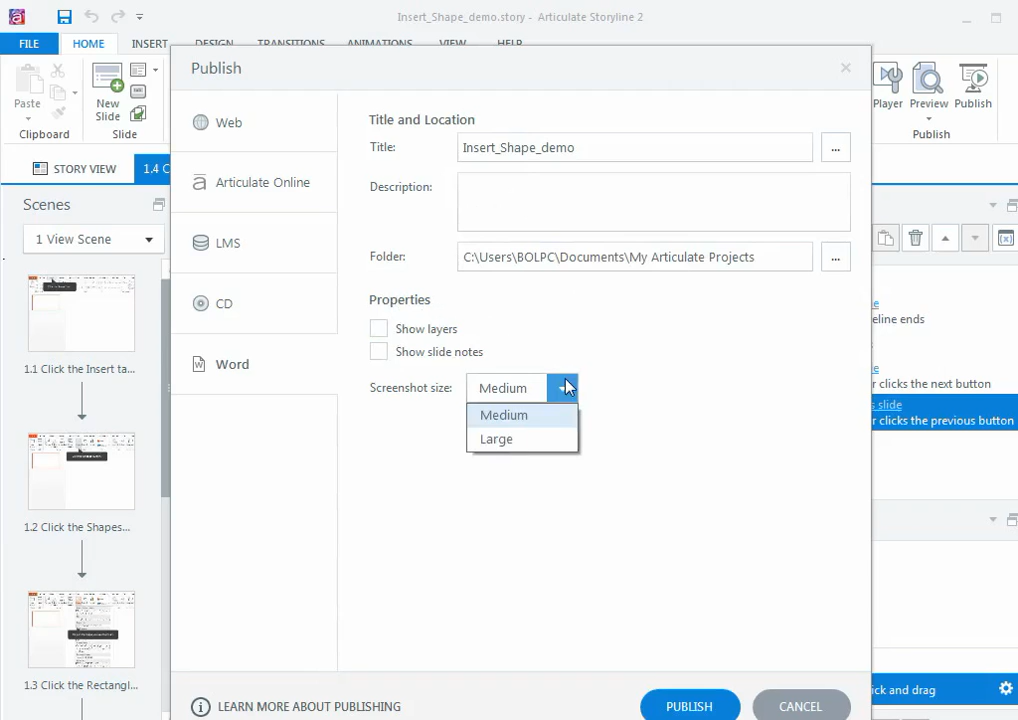 Insert_Shape_demo.story - Articulate Storyline 2
FILE
HOME
INSERT
DESIGN
TRANSITIONS
ANIMATIONS
VIEW
HELP
Paste
Clipboard
New
Slide
Slide
Player
Preview
Publish
Publish
STORY VIEW
1.4 C
Scenes
1 View Scene
1.1 Click the Insert ta...
1.2 Click the Shapes...
1.3 Click the Rectangl...
Publish
Web
Articulate Online
LMS
CD
Word
Title and Location
Title:
Insert_Shape_demo
...
Description:
Folder:
C:\Users\BOLPC\Documents\My Articulate Projects
...
Properties
Show layers
Show slide notes
Screenshot size:
Medium
Medium
Large
LEARN MORE ABOUT PUBLISHING
PUBLISH
CANCEL
eline ends
r clicks the next button
s slide
r clicks the previous button
ick and drag